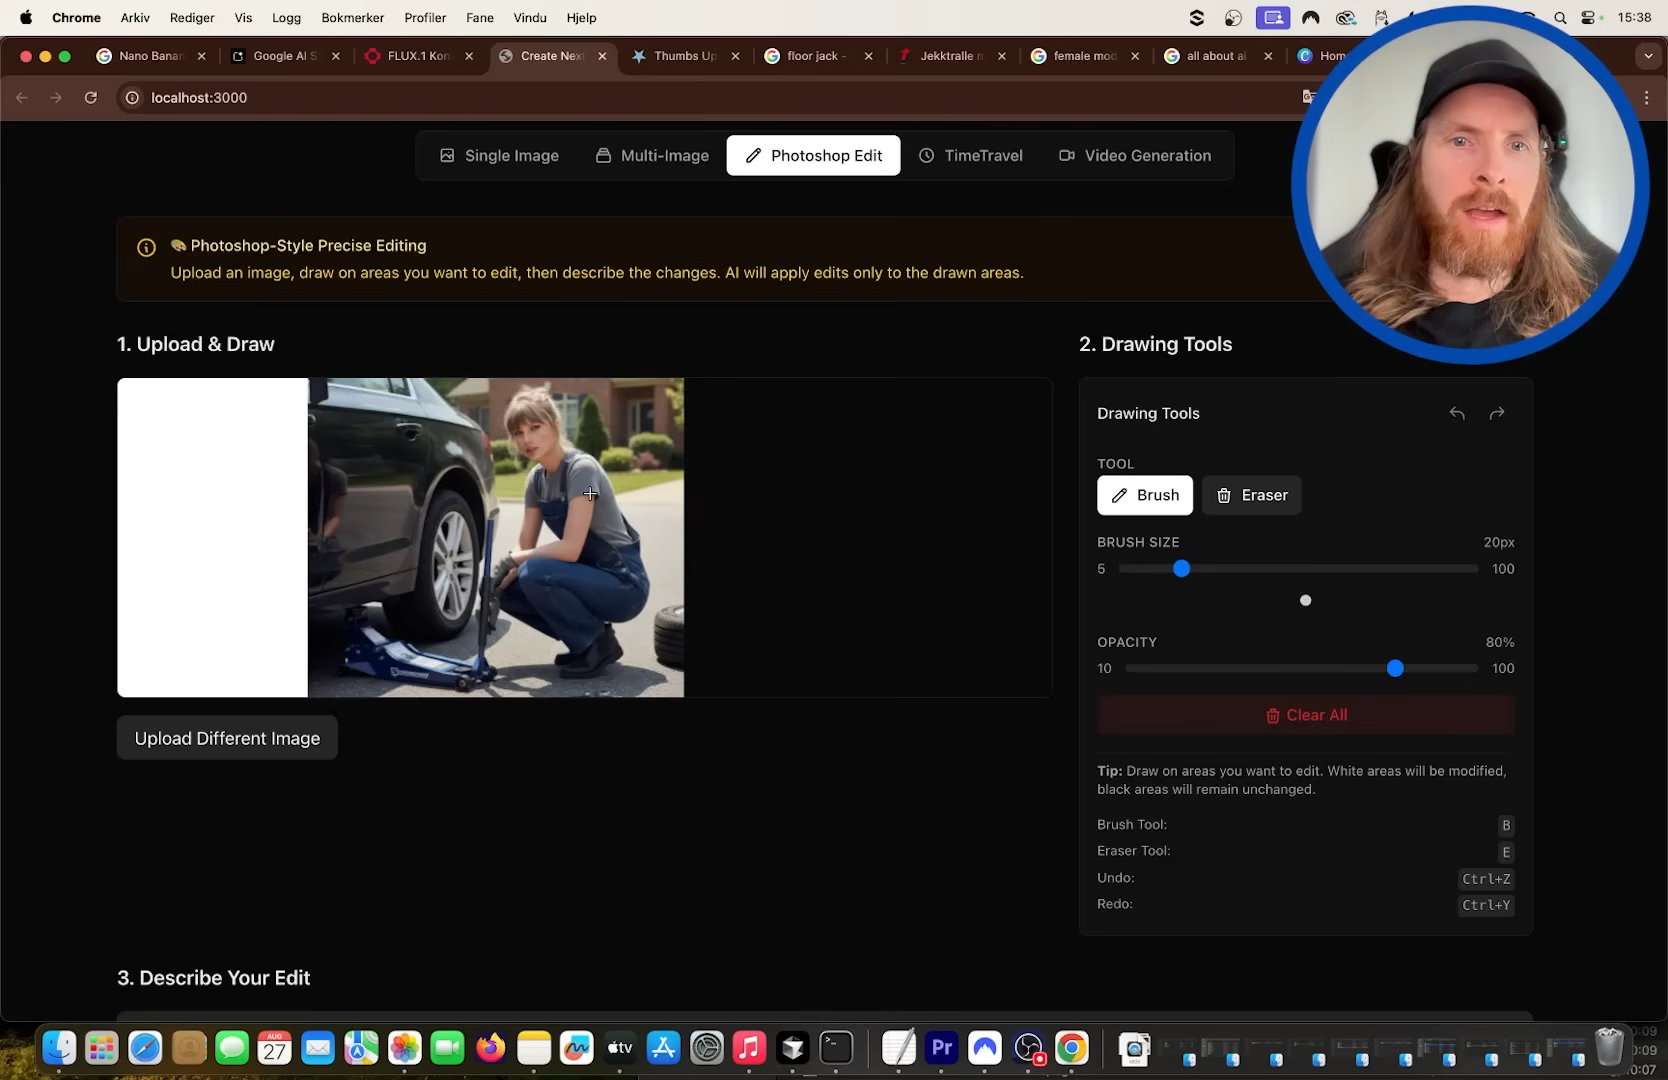 Chrome Arkiv Rediger Vis Logg Bokmerker Profiler Fane Vindu Hjelp 15:38
Nano Banan Google AI S FLUX.1 Kon Create Nex Thumbs Up floor jack - Jekktralle m female mod all about ai Hom
localhost:3000
Single Image Multi-Image Photoshop Edit TimeTravel Video Generation
Photoshop-Style Precise Editing
Upload an image, draw on areas you want to edit, then describe the changes. AI will apply edits only to the drawn areas.
1. Upload & Draw
2. Drawing Tools
Drawing Tools
TOOL
Brush Eraser
BRUSH SIZE 20px
5 100
OPACITY 80%
10 100
Clear All
Upload Different Image
Tip: Draw on areas you want to edit. White areas will be modified,
black areas will remain unchanged.
Brush Tool: B
Eraser Tool: E
Undo: Ctrl+Z
Redo: Ctrl+Y
3. Describe Your Edit
AUG
27
tv
Pr